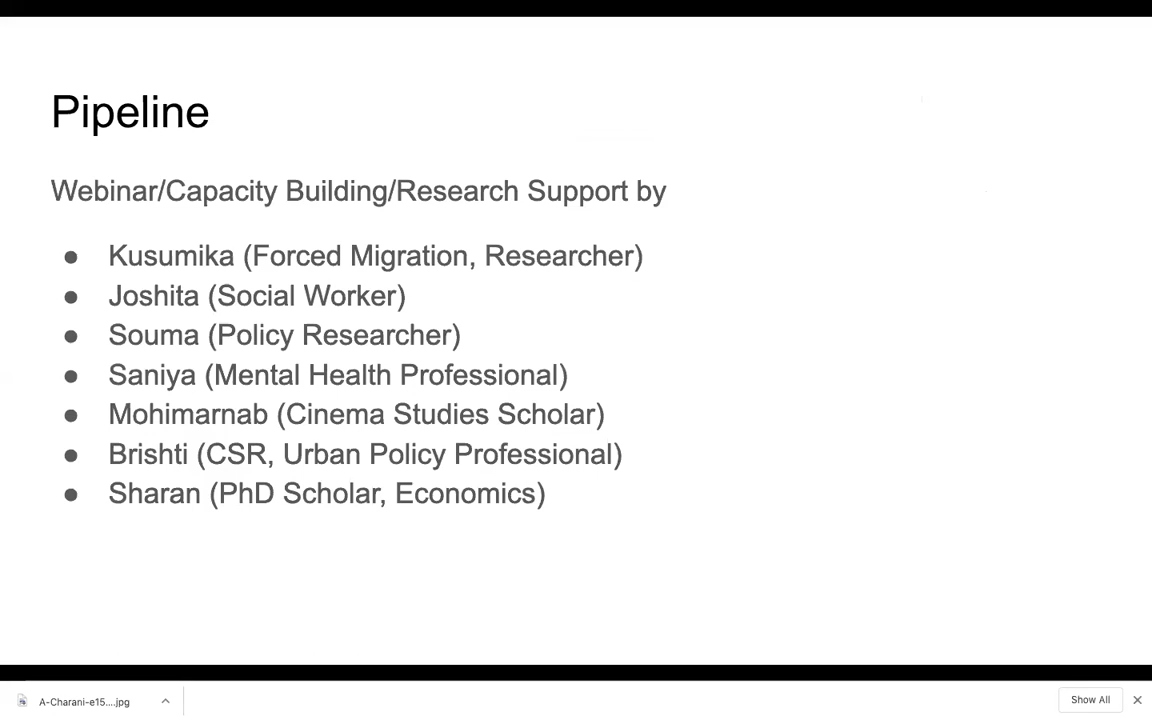 Pipeline
Webinar/Capacity Building/Research Support by
● Kusumika (Forced Migration, Researcher)
● Joshita (Social Worker)
● Souma (Policy Researcher)
● Saniya (Mental Health Professional)
● Mohimarnab (Cinema Studies Scholar)
● Brishti (CSR, Urban Policy Professional)
● Sharan (PhD Scholar, Economics)
A-Charani-e15....jpg
Show All